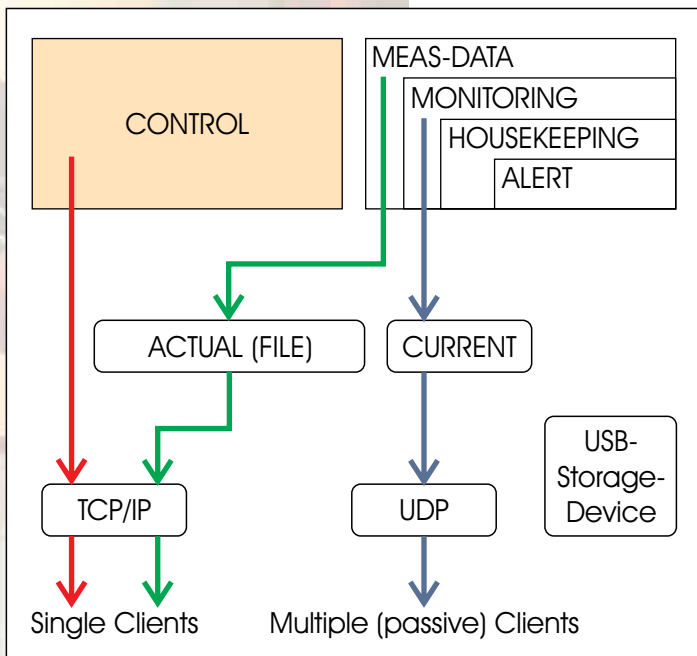 CONTROL
MEAS-DATA
MONITORING
HOUSEKEEPING
ALERT
ACTUAL (FILE)
CURRENT
TCP/IP
UDP
USB-
Storage-
Device
Single Clients
Multiple (passive) Clients